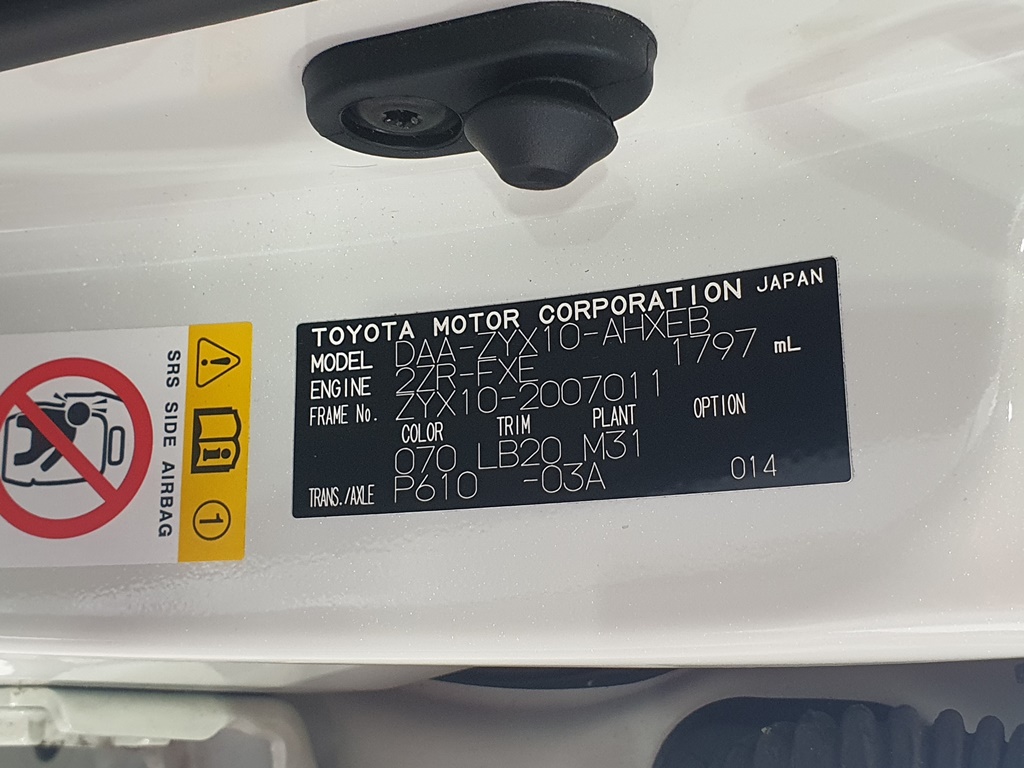 TOYOTA MOTOR CORPORATION JAPAN
MODEL DAA-ZYX10-AHXEB
ENGINE 2ZR-FXE 1797 mL
FRAME No. ZYX10-2007011
COLOR TRIM PLANT OPTION
070 LB20 M31
TRANS./AXLE P610 -03A 014
SRS SIDE AIRBAG
1